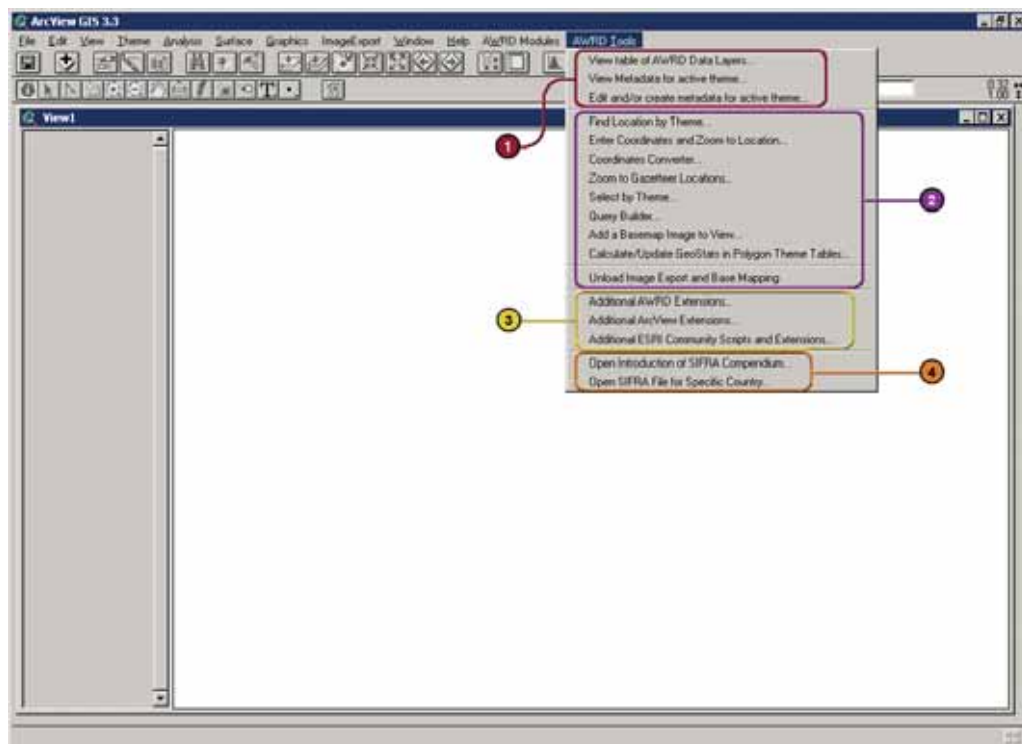 ArcView GIS 3.3
File Edit View Theme Analysis Surface Graphics ImageExport Window Help AWRD Modules AWRD Tools
View table of AWRD Data Layers...
View Metadata for active theme...
Edit and/or create metadata for active theme...
View1
Find Location by Theme...
1
Enter Coordinates and Zoom to Location...
Coordinates Converter...
Zoom to Gazetteer Locations...
Select by Theme...
2
Query Builder...
Add a Basemap Image to View...
Calculate/Update GeoStats in Polygon Theme Tables...
Unload Image Export and Base Mapping
Additional AWRD Extensions...
3
Additional ArcView Extensions...
Additional ESRI Community Scripts and Extensions...
Open Introduction of SIFRA Compendium...
4
Open SIFRA File for Specific Country...